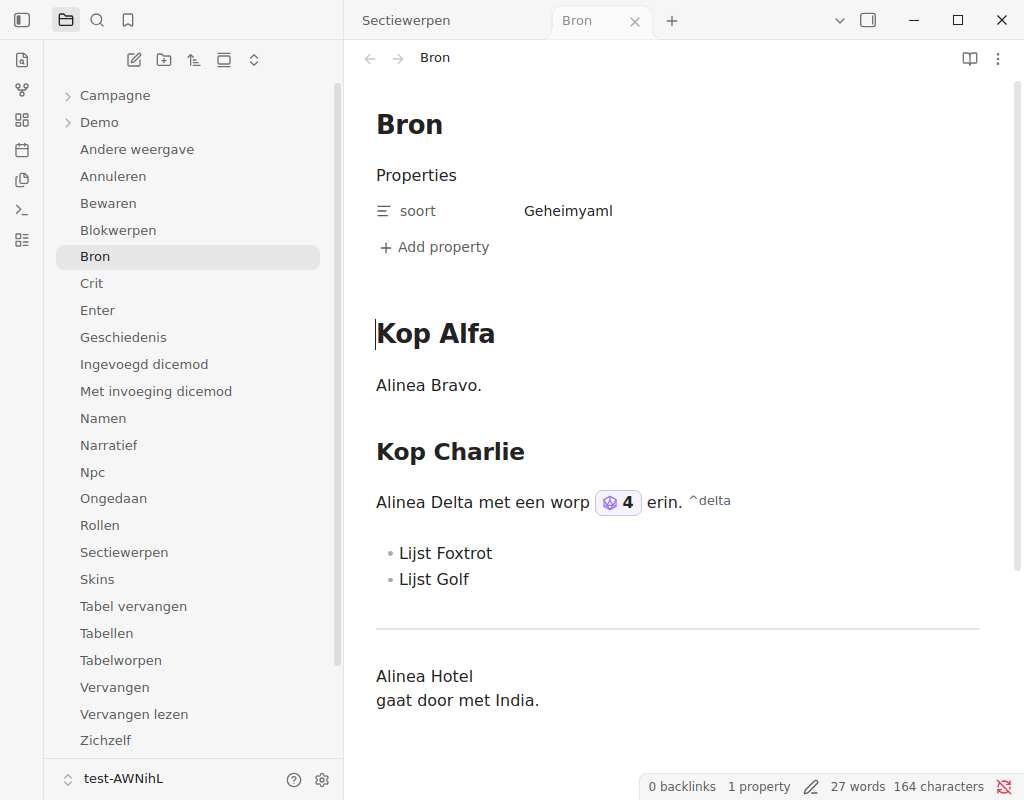 Sectiewerpen
Bron
Bron
Campagne
Demo
Andere weergave
Annuleren
Bewaren
Blokwerpen
Bron
Crit
Enter
Geschiedenis
Ingevoegd dicemod
Met invoeging dicemod
Namen
Narratief
Npc
Ongedaan
Rollen
Sectiewerpen
Skins
Tabel vervangen
Tabellen
Tabelworpen
Vervangen
Vervangen lezen
Zichzelf
test-AWNihL
Bron
Properties
soort Geheimyaml
Add property
Kop Alfa
Alinea Bravo.
Kop Charlie
Alinea Delta met een worp 4 erin. ^delta
Lijst Foxtrot
Lijst Golf
Alinea Hotel
gaat door met India.
0 backlinks 1 property 27 words 164 characters